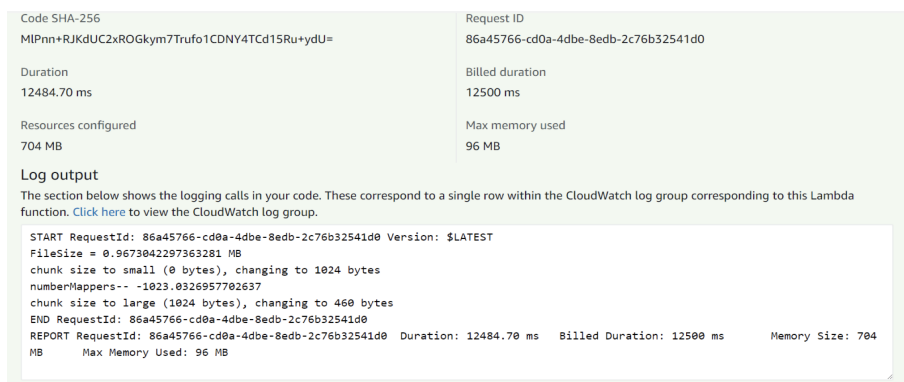 Code SHA-256
MlPnn+RJKdUC2xROGkym7Trufo1CDNY4TCd15Ru+ydU=
Request ID
86a45766-cd0a-4dbe-8edb-2c76b32541d0
Duration
12484.70 ms
Billed duration
12500 ms
Resources configured
704 MB
Max memory used
96 MB
Log output
The section below shows the logging calls in your code. These correspond to a single row within the CloudWatch log group corresponding to this Lambda
function. Click here to view the CloudWatch log group.
START RequestId: 86a45766-cd0a-4dbe-8edb-2c76b32541d0 Version: $LATEST
FileSize = 0.9673042297363281 MB
chunk size to small (0 bytes), changing to 1024 bytes
numberMappers-- -1023.0326957702637
chunk size to large (1024 bytes), changing to 460 bytes
END RequestId: 86a45766-cd0a-4dbe-8edb-2c76b32541d0
REPORT RequestId: 86a45766-cd0a-4dbe-8edb-2c76b32541d0 Duration: 12484.70 ms Billed Duration: 12500 ms Memory Size: 704
MB Max Memory Used: 96 MB